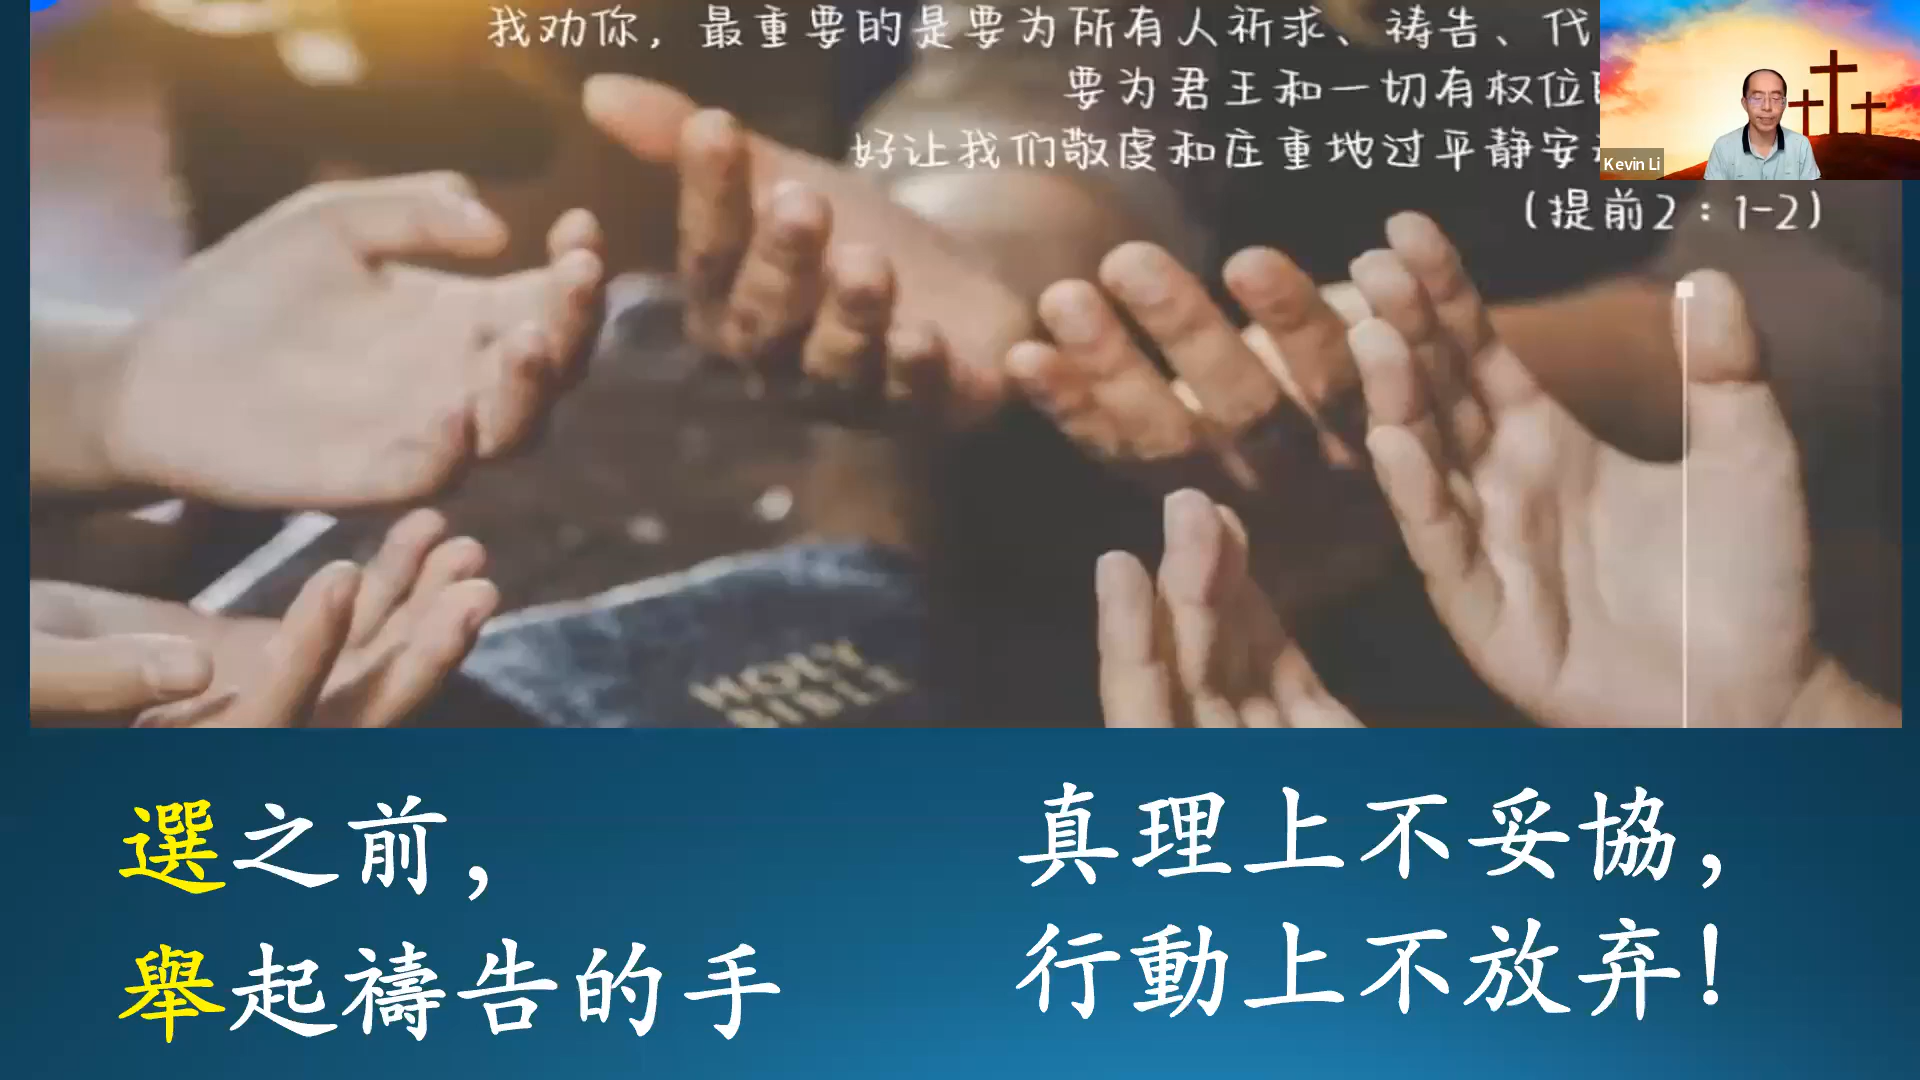 我劝你，最重要的是要为所有人祈求、祷告、代
要为君王和一切有权位
好让我们敬虔和庄重地过平静安
（提前2：1-2）
Kevin Li
HOLY
BIBLE
選之前，
舉起禱告的手
真理上不妥協，
行動上不放弃！